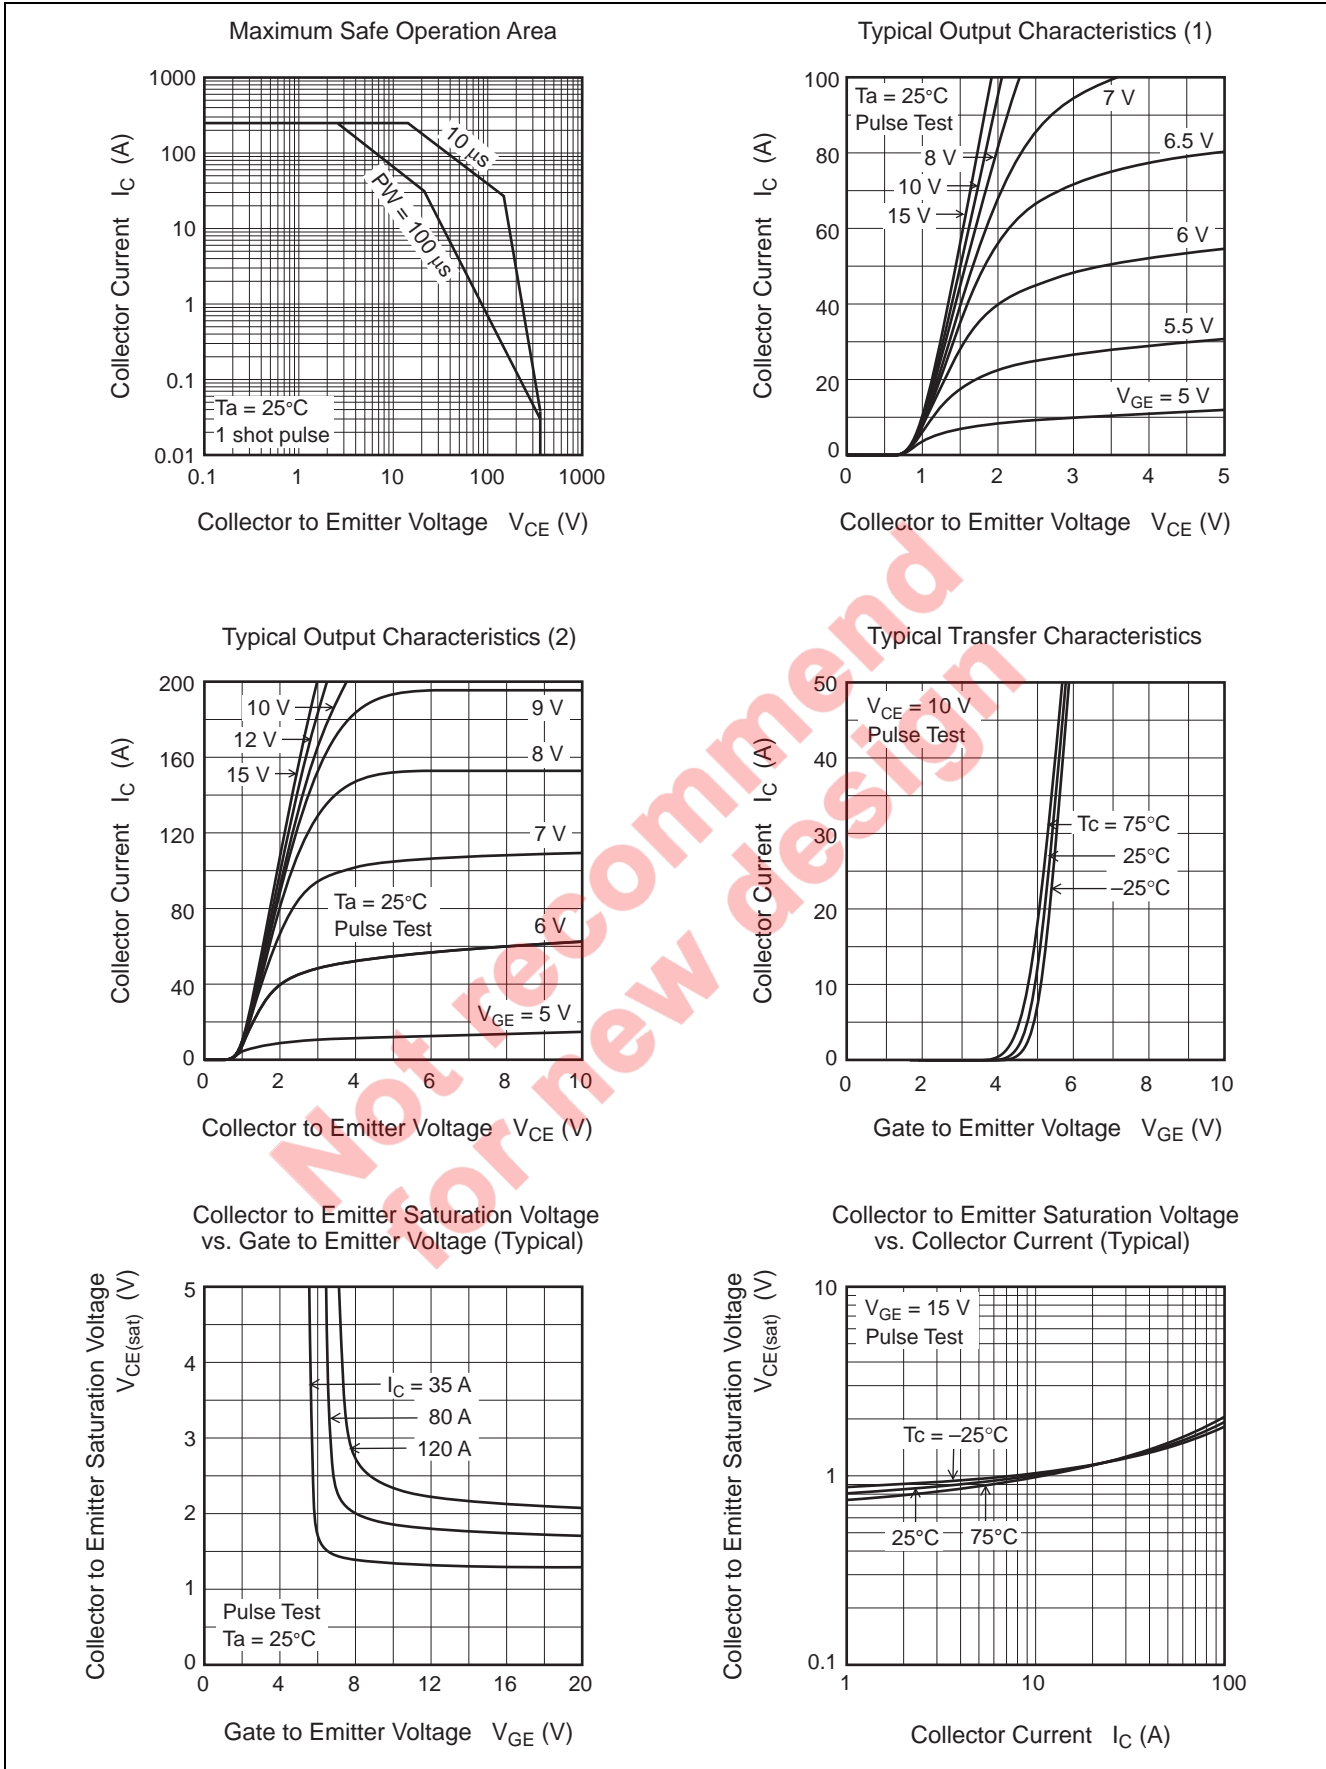 Maximum Safe Operation Area
1000
100
10
1
0.1
0.01
Collector Current IC (A)
10 μs
PW = 100 μs
Ta = 25°C
1 shot pulse
0.1 1 10 100 1000
Collector to Emitter Voltage VCE (V)
Typical Output Characteristics (1)
100
80
60
40
20
0
Collector Current IC (A)
Ta = 25°C
Pulse Test
7 V
6.5 V
8 V
10 V
15 V
6 V
5.5 V
VGE = 5 V
0 1 2 3 4 5
Collector to Emitter Voltage VCE (V)
Typical Output Characteristics (2)
200
160
120
80
40
0
Collector Current IC (A)
10 V
12 V
15 V
9 V
8 V
7 V
Ta = 25°C
Pulse Test
6 V
VGE = 5 V
0 2 4 6 8 10
Collector to Emitter Voltage VCE (V)
Typical Transfer Characteristics
50
40
30
20
10
0
Collector Current IC (A)
VCE = 10 V
Pulse Test
Tc = 75°C
25°C
–25°C
0 2 4 6 8 10
Gate to Emitter Voltage VGE (V)
Not recommend
for new design
Collector to Emitter Saturation Voltage
vs. Gate to Emitter Voltage (Typical)
Collector to Emitter Saturation Voltage
VCE(sat) (V)
5
4
3
2
1
0
IC = 35 A
80 A
120 A
Pulse Test
Ta = 25°C
0 4 8 12 16 20
Gate to Emitter Voltage VGE (V)
Collector to Emitter Saturation Voltage
vs. Collector Current (Typical)
Collector to Emitter Saturation Voltage
VCE(sat) (V)
10
1
0.1
VGE = 15 V
Pulse Test
Tc = –25°C
25°C
75°C
1 10 100
Collector Current IC (A)